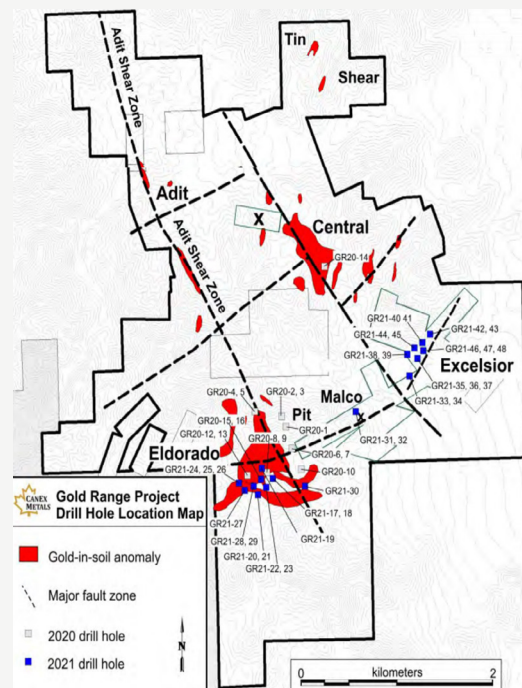 Tin
Shear
Adit Shear Zone
Adit
X
Central
Adit Shear Zone
GR20-14
GR21-40 41
GR21-42, 43
GR21-44, 45
GR21-46, 47, 48
GR21-38, 39
Excelsior
GR21-35, 36, 37
GR21-33, 34
Malco
X
GR20-4, 5
GR20-2, 3
Pit
GR20-15, 16
GR20-1
GR20-12, 13
GR20-8, 9
GR21-31, 32
Eldorado
GR20-6, 7
GR21-24, 25, 26
GR20-10
GR21-30
GR21-27
GR21-17, 18
GR21-28, 29
GR21-19
GR21-20, 21
GR21-22, 23
CANEX
METALS
Gold Range Project
Drill Hole Location Map
Gold-in-soil anomaly
Major fault zone
2020 drill hole
N
2021 drill hole
0 kilometers 2